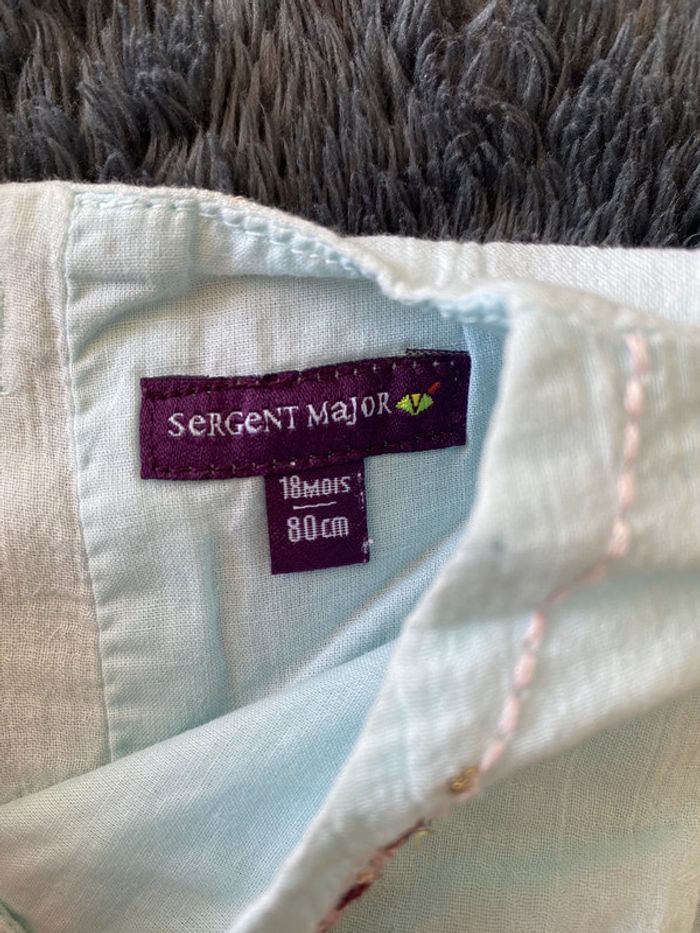 SeRGeNT MajoR
18MOIS
80cm